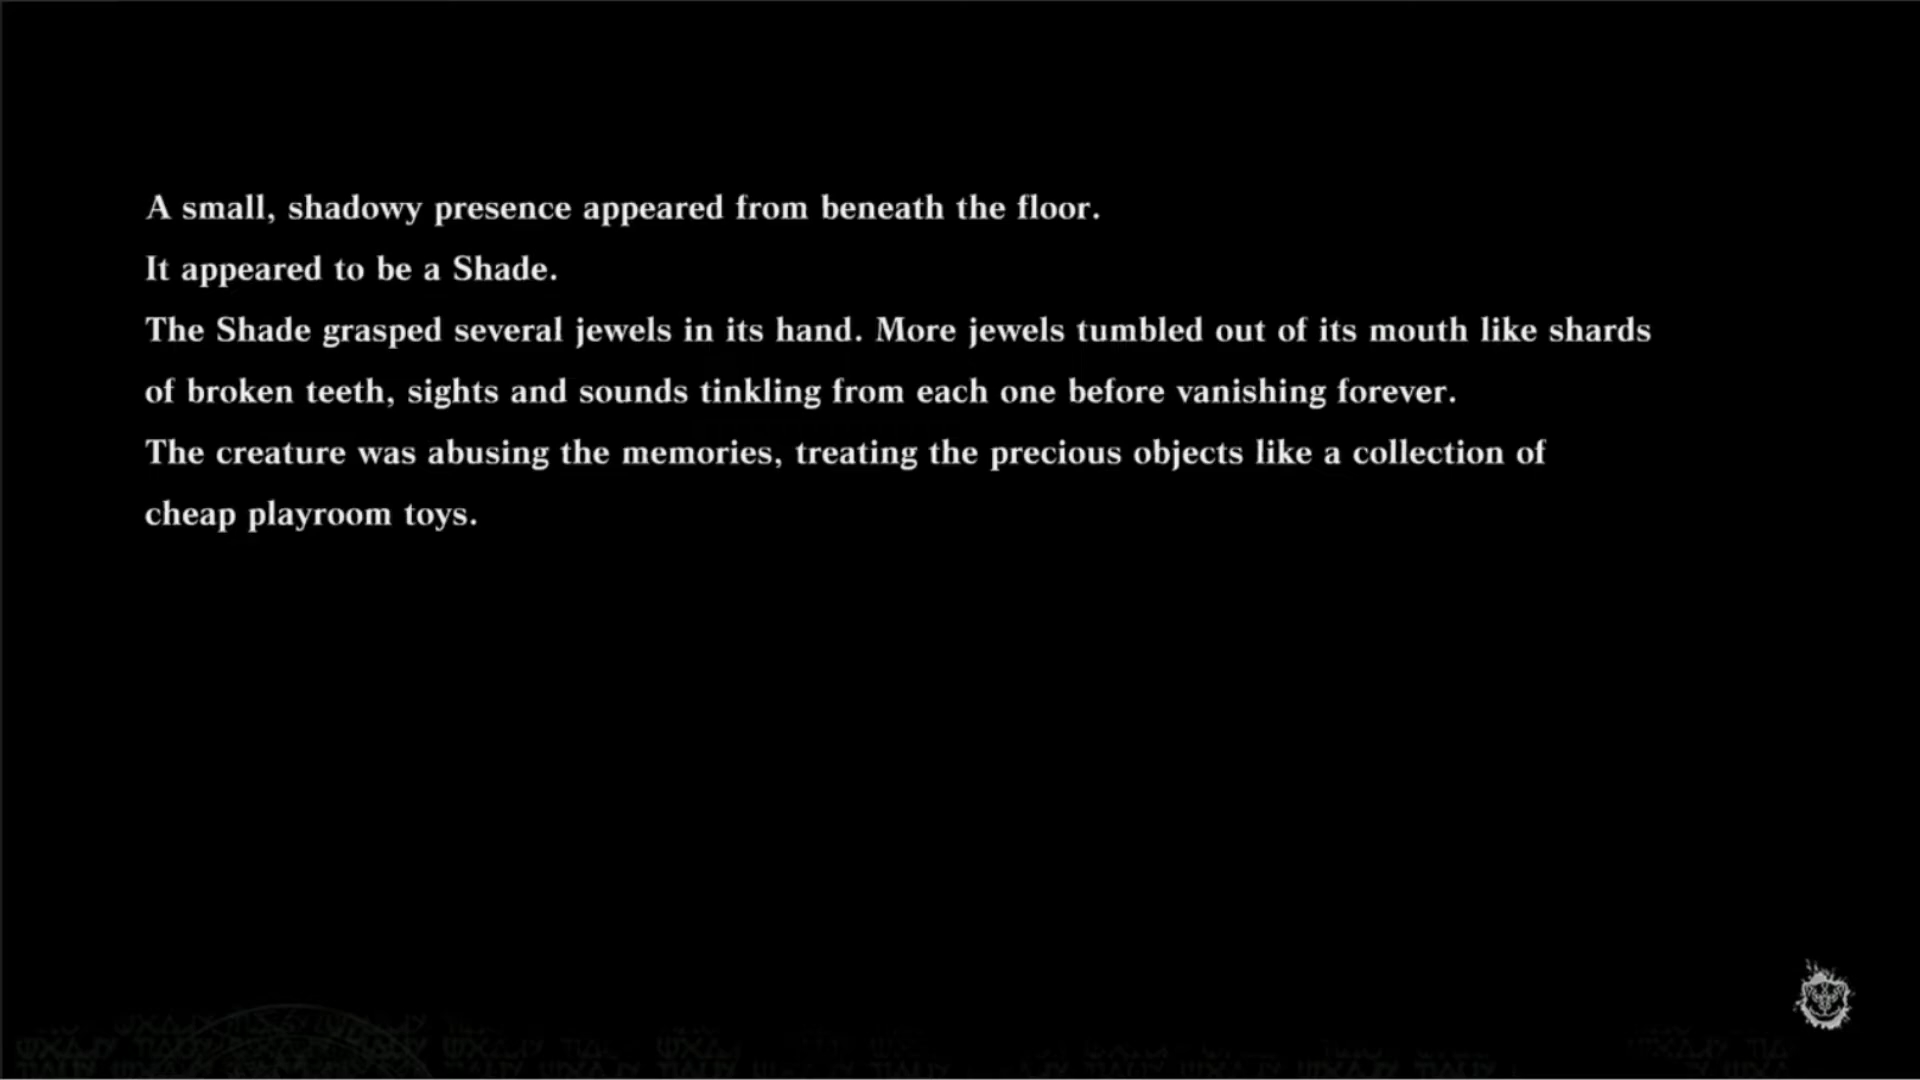 A small, shadowy presence appeared from beneath the floor.
It appeared to be a Shade.
The Shade grasped several jewels in its hand. More jewels tumbled out of its mouth like shards
of broken teeth, sights and sounds tinkling from each one before vanishing forever.
The creature was abusing the memories, treating the precious objects like a collection of
cheap playroom toys.